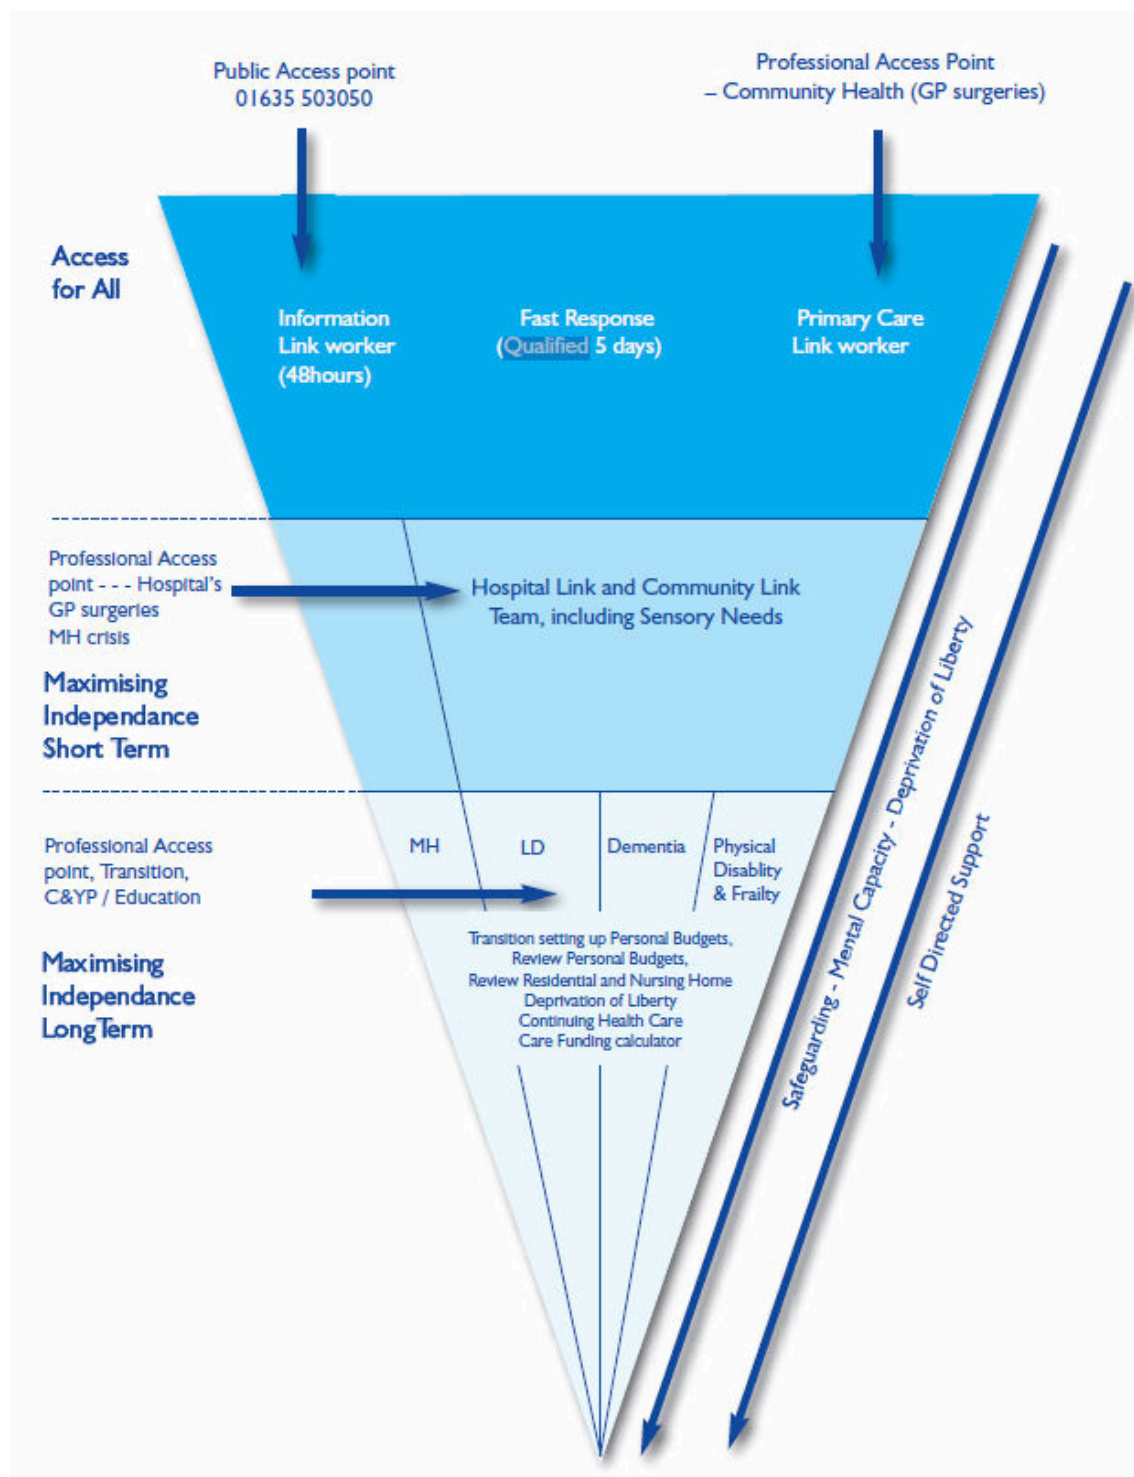 Public Access point
01635 503050
Professional Access Point
– Community Health (GP surgeries)
Access
for All
Information
Link worker
(48hours)
Fast Response
(Qualified 5 days)
Primary Care
Link worker
Professional Access
point - - - Hospital's
GP surgeries
MH crisis
Hospital Link and Community Link
Team, including Sensory Needs
Maximising
Independance
Short Term
Professional Access
point, Transition,
C&YP / Education
MH
LD
Dementia
Physical
Disablity
& Frailty
Transition setting up Personal Budgets,
Review Personal Budgets,
Review Residential and Nursing Home
Deprivation of Liberty
Continuing Health Care
Care Funding calculator
Maximising
Independance
Long Term
Safeguarding - Mental Capacity - Deprivation of Liberty
Self Directed Support